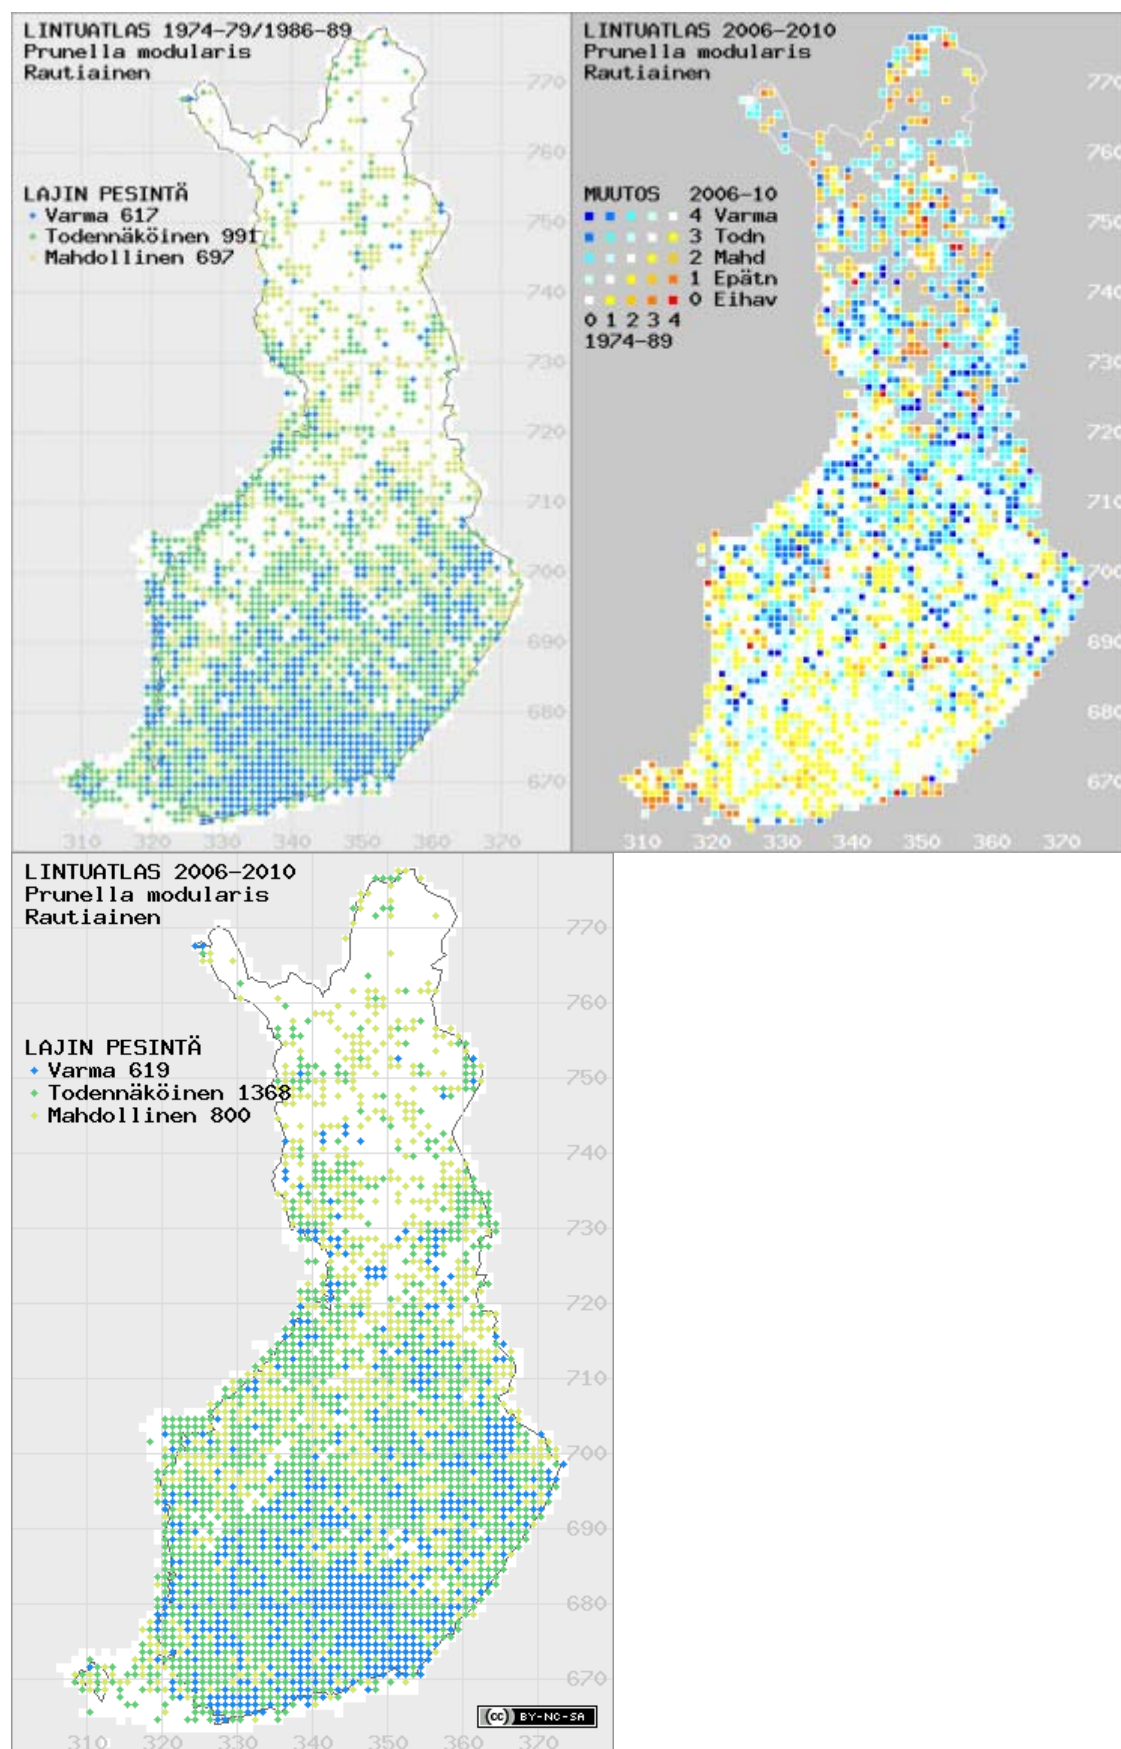 LINTUATLAS 1974-79/1986-89
Prunella modularis
Rautiainen
770
760
LAJIN PESINTÄ
Varma 617
750
Todennäköinen 991
Mahdollinen 697
740
730
720
710
700
690
680
670
310 320 330 340 350 360 370
LINTUATLAS 2006-2010
Prunella modularis
Rautiainen
770
760
MUUTOS 2006-10
4 Varma
750
3 Todn
2 Mahd
1 Epätn
740
0 Eihav
0 1 2 3 4
1974-89
730
720
710
700
690
680
670
310 320 330 340 350 360 370
LINTUATLAS 2006-2010
Prunella modularis
Rautiainen
770
760
LAJIN PESINTÄ
Varma 619
750
Todennäköinen 1368
Mahdollinen 800
740
730
720
710
700
690
680
670
cc BY-NC-SA
310 320 330 340 350 360 370